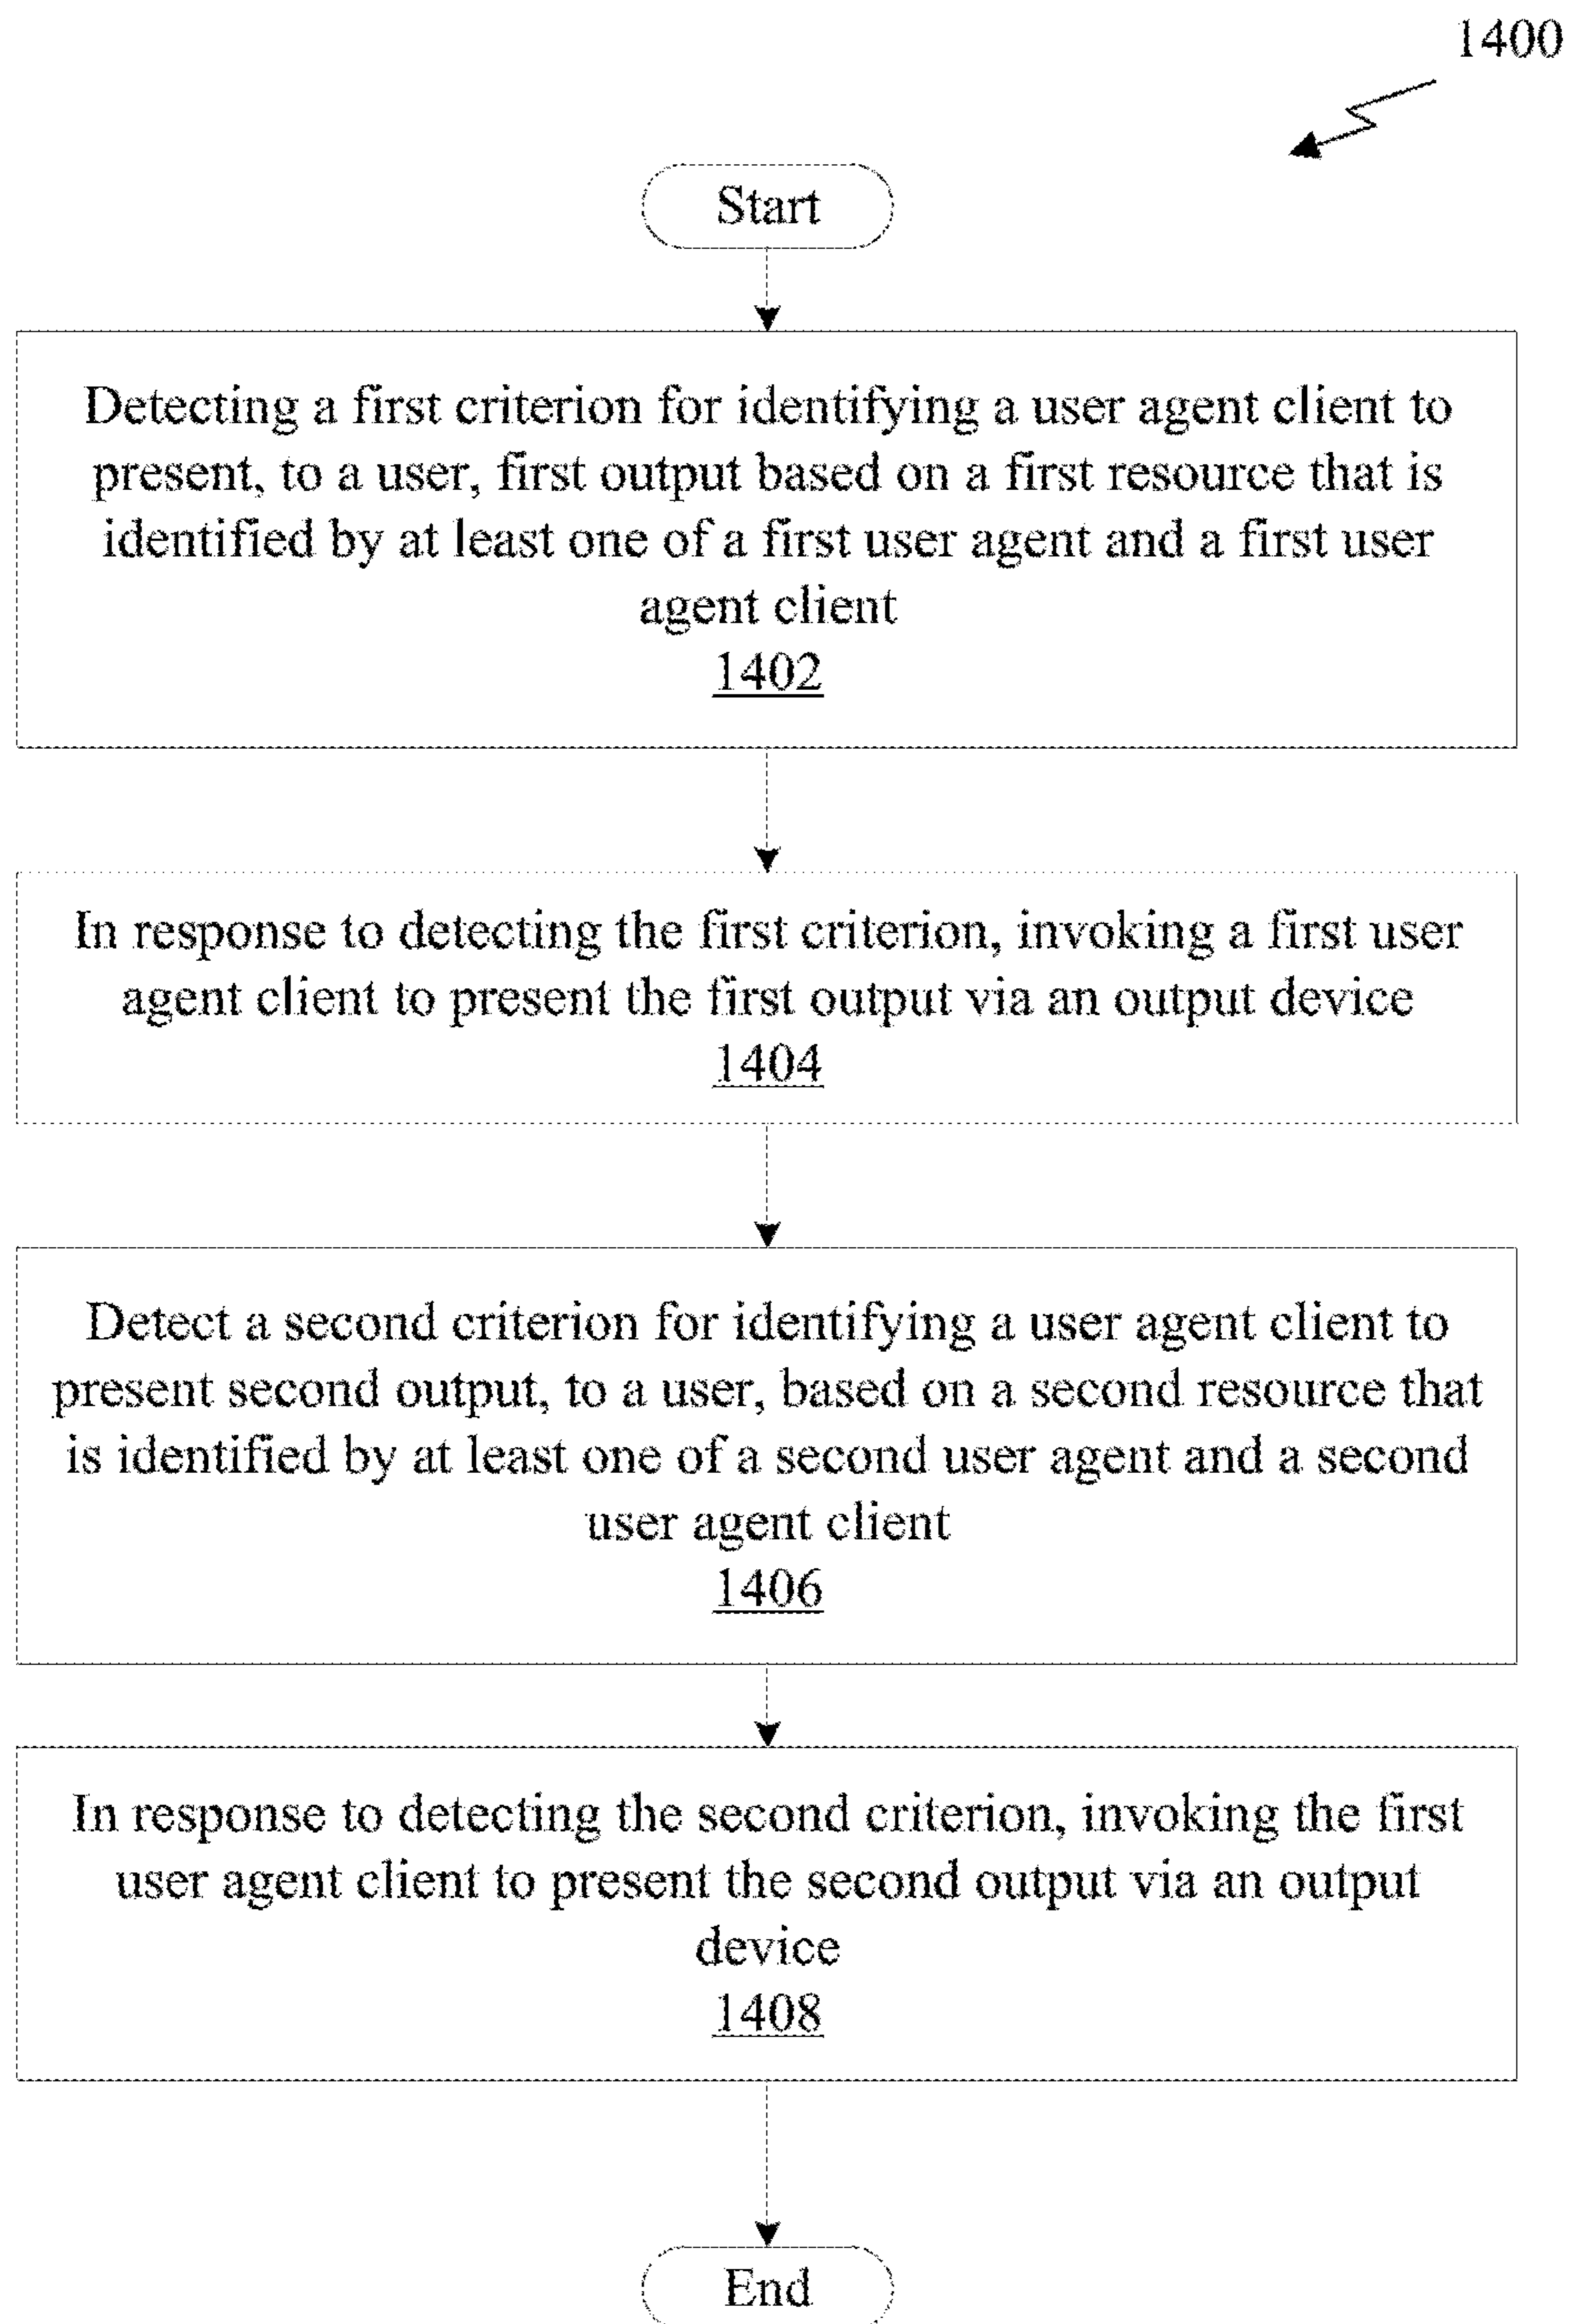 1400
Start
Detecting a first criterion for identifying a user agent client to
present, to a user, first output based on a first resource that is
identified by at least one of a first user agent and a first user
agent client
1402
In response to detecting the first criterion, invoking a first user
agent client to present the first output via an output device
1404
Detect a second criterion for identifying a user agent client to
present second output, to a user, based on a second resource that
is identified by at least one of a second user agent and a second
user agent client
1406
In response to detecting the second criterion, invoking the first
user agent client to present the second output via an output
device
1408
End